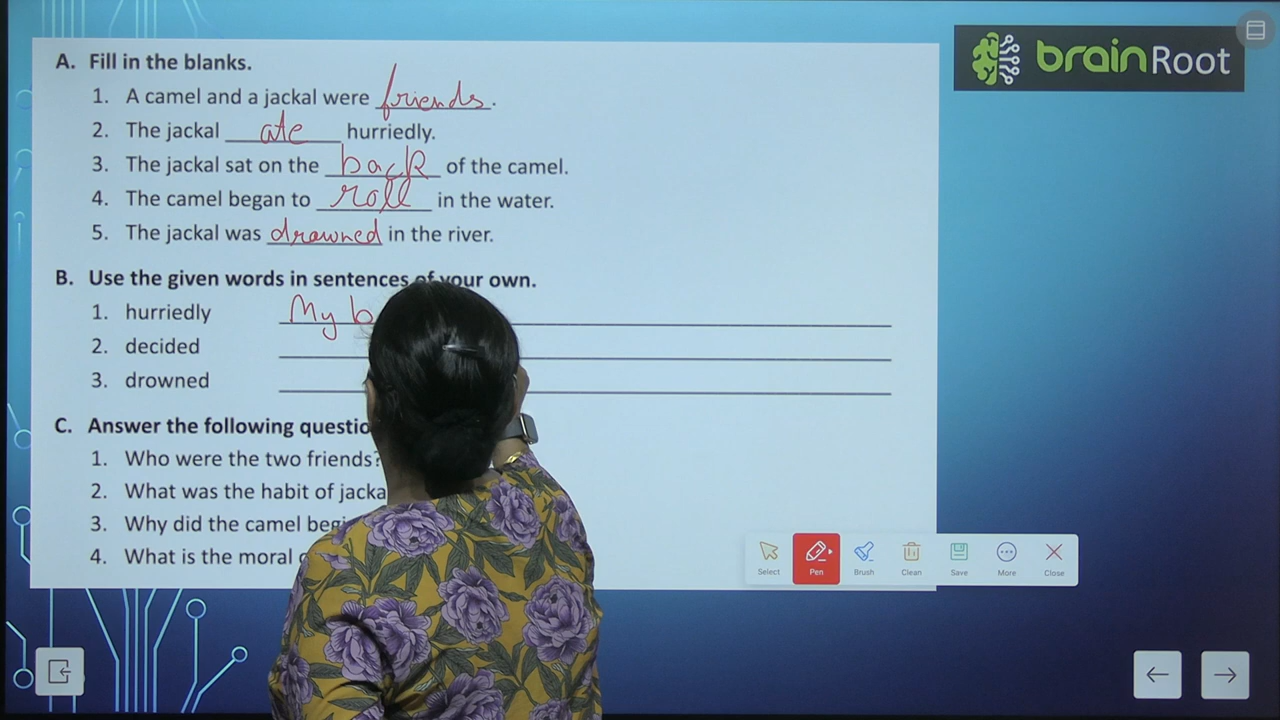 brainRoot
A. Fill in the blanks.
1. A camel and a jackal were friends.
2. The jackal ate hurriedly.
3. The jackal sat on the back of the camel.
4. The camel began to roll in the water.
5. The jackal was drowned in the river.
B. Use the given words in sentences of your own.
1. hurriedly My
2. decided
3. drowned
C. Answer the following
1. Who were the two friends?
2. What was the habit of
3. Why did the camel
4. What is the moral
Select Pen Brush Clean Save More Close